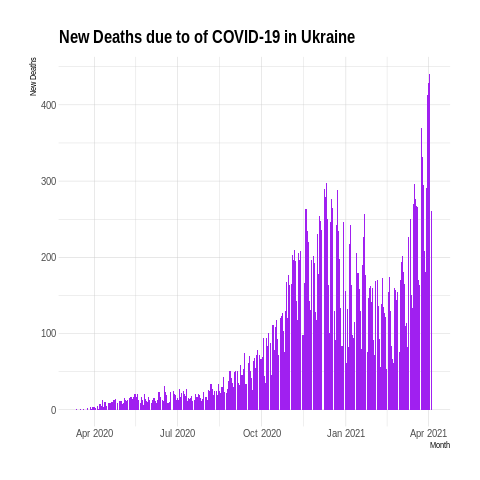 New Deaths due to of COVID-19 in Ukraine
New Deaths
400
300
200
100
0
Apr 2020 Jul 2020 Oct 2020 Jan 2021 Apr 2021
Month